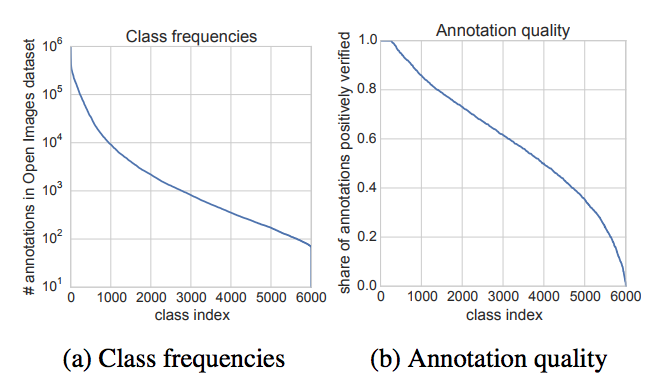 Class frequencies
# annotations in Open Images dataset
10^6
10^5
10^4
10^3
10^2
10^1
0 1000 2000 3000 4000 5000 6000
class index
(a) Class frequencies
Annotation quality
share of annotations positively verified
1.0
0.8
0.6
0.4
0.2
0.0
0 1000 2000 3000 4000 5000 6000
class index
(b) Annotation quality